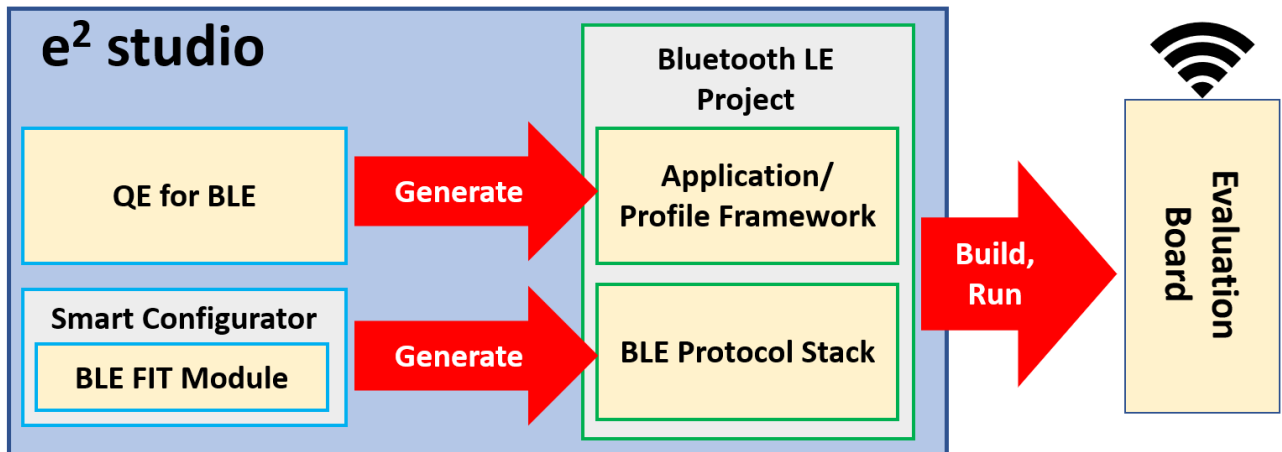 e² studio
QE for BLE
Generate
Smart Configurator
BLE FIT Module
Generate
Bluetooth LE
Project
Application/
Profile Framework
BLE Protocol Stack
Build,
Run
Evaluation
Board